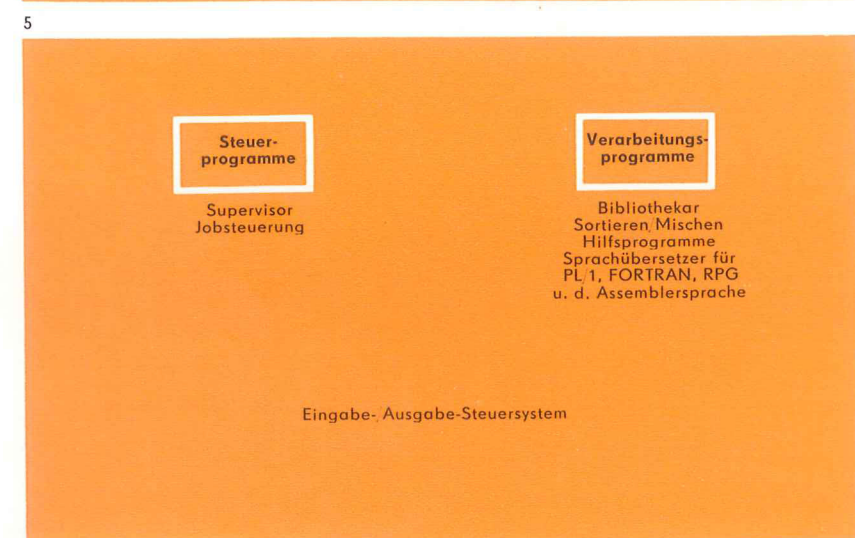 5
Steuer-
programme
Supervisor
Jobsteuerung
Verarbeitungs-
programme
Bibliothekar
Sortieren/Mischen
Hilfsprogramme
Sprachübersetzer für
PL/1, FORTRAN, RPG
u. d. Assemblersprache
Eingabe-/Ausgabe-Steuersystem